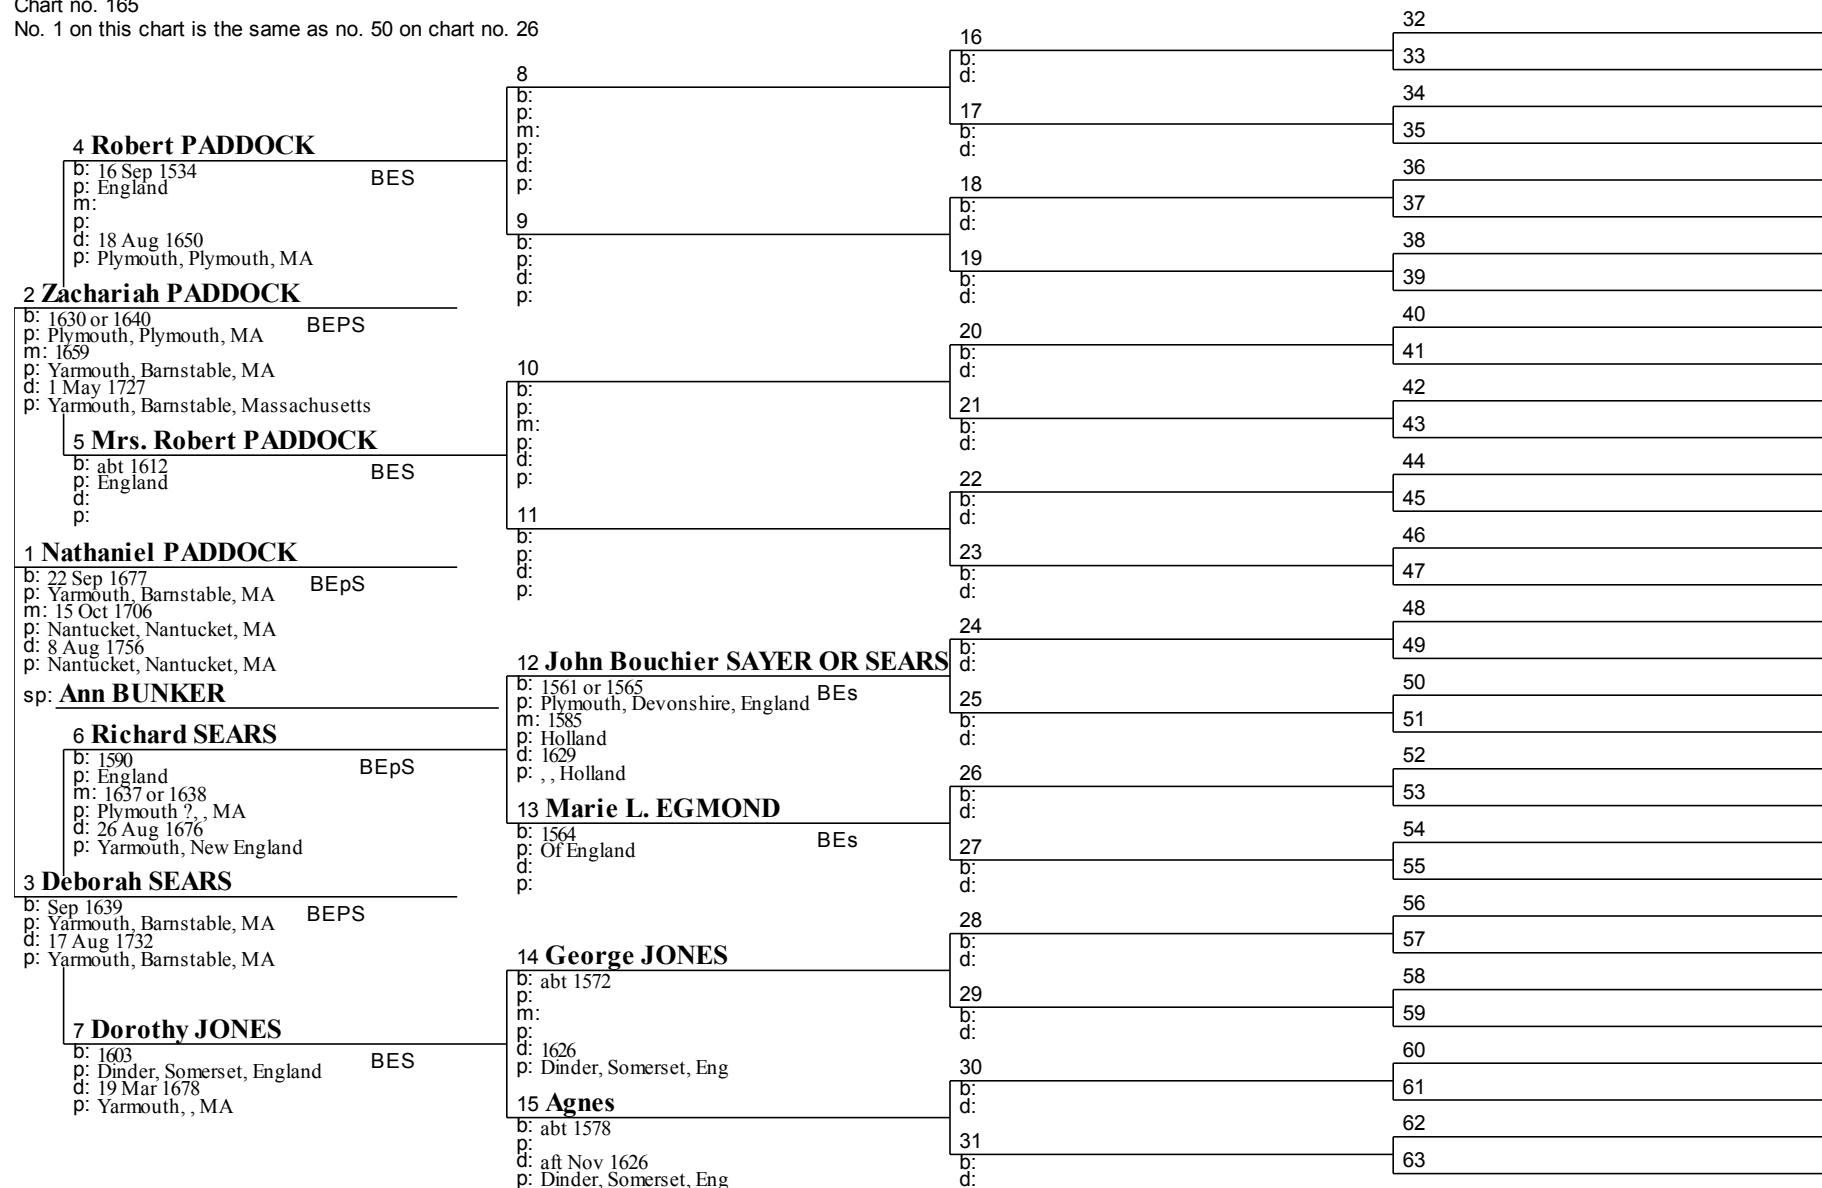 Chart no. 165
No. 1 on this chart is the same as no. 50 on chart no. 26
4 Robert PADDOCK
b: 16 Sep 1534
BES
p: England
m:
p:
d: 18 Aug 1650
p: Plymouth, Plymouth, MA
2 Zachariah PADDOCK
b: 1630 or 1640
BEPS
p: Plymouth, Plymouth, MA
m: 1659
p: Yarmouth, Barnstable, MA
d: 1 May 1727
p: Yarmouth, Barnstable, Massachusetts
5 Mrs. Robert PADDOCK
b: abt 1612
BES
p: England
d:
p:
1 Nathaniel PADDOCK
b: 22 Sep 1677
BEpS
p: Yarmouth, Barnstable, MA
m: 15 Oct 1706
p: Nantucket, Nantucket, MA
d: 8 Aug 1756
p: Nantucket, Nantucket, MA
sp: Ann BUNKER
6 Richard SEARS
b: 1590
BEpS
p: England
m: 1637 or 1638
p: Plymouth ?, , MA
d: 26 Aug 1676
p: Yarmouth, New England
3 Deborah SEARS
b: Sep 1639
BEPS
p: Yarmouth, Barnstable, MA
d: 17 Aug 1732
p: Yarmouth, Barnstable, MA
7 Dorothy JONES
b: 1603
BES
p: Dinder, Somerset, England
d: 19 Mar 1678
p: Yarmouth, , MA
8
b:
p:
m:
p:
d:
p:
9
b:
p:
d:
p:
10
b:
p:
m:
p:
d:
p:
11
b:
p:
d:
p:
12 John Bouchier SAYER OR SEARS
b: 1561 or 1565
BEs
p: Plymouth, Devonshire, England
m: 1585
p: Holland
d: 1629
p: , , Holland
13 Marie L. EGMOND
b: 1564
BEs
p: Of England
d:
p:
14 George JONES
b: abt 1572
p:
m:
p:
d: 1626
p: Dinder, Somerset, Eng
15 Agnes
b: abt 1578
p:
d: aft Nov 1626
p: Dinder, Somerset, Eng
16
b:
d:
17
b:
d:
18
b:
d:
19
b:
d:
20
b:
d:
21
b:
d:
22
b:
d:
23
b:
d:
24
b:
d:
25
b:
d:
26
b:
d:
27
b:
d:
28
b:
d:
29
b:
d:
30
b:
d:
31
b:
d:
32
33
34
35
36
37
38
39
40
41
42
43
44
45
46
47
48
49
50
51
52
53
54
55
56
57
58
59
60
61
62
63